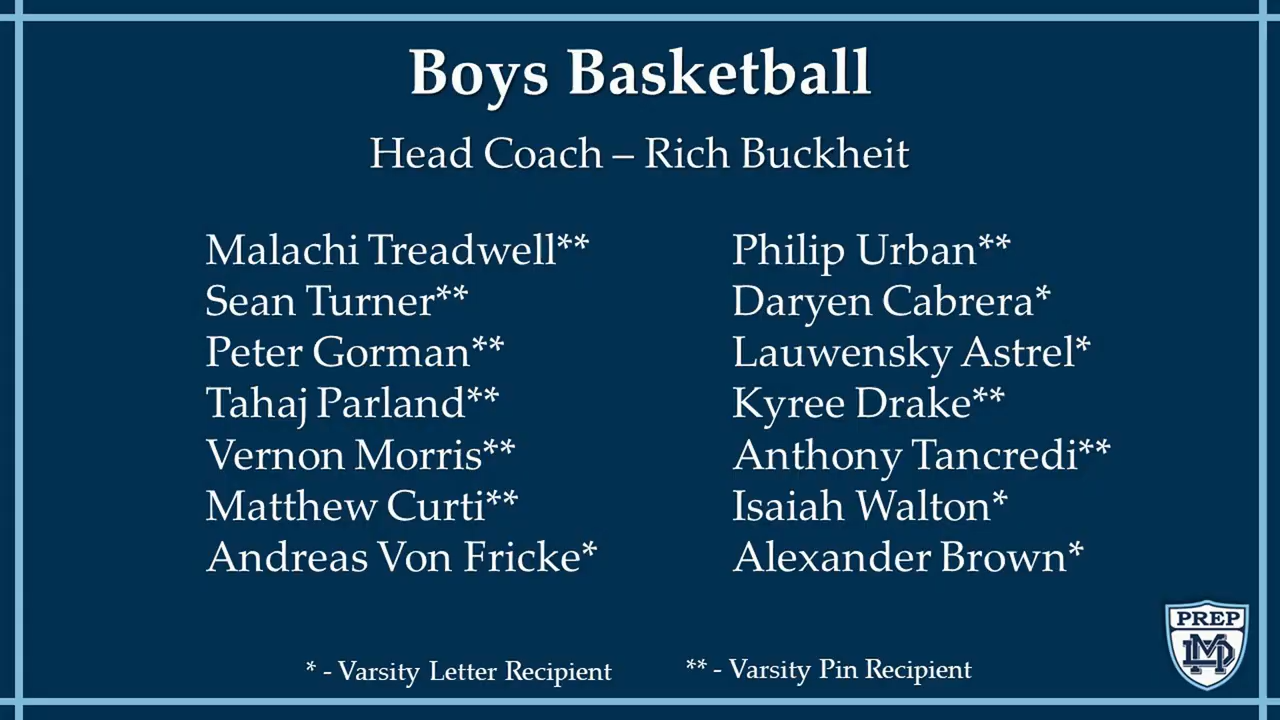 Boys Basketball
Head Coach – Rich Buckheit
Malachi Treadwell**
Sean Turner**
Peter Gorman**
Tahaj Parland**
Vernon Morris**
Matthew Curti**
Andreas Von Fricke*
Philip Urban**
Daryen Cabrera*
Lauwensky Astrel*
Kyree Drake**
Anthony Tancredi**
Isaiah Walton*
Alexander Brown*
* - Varsity Letter Recipient
** - Varsity Pin Recipient
PREP
MD